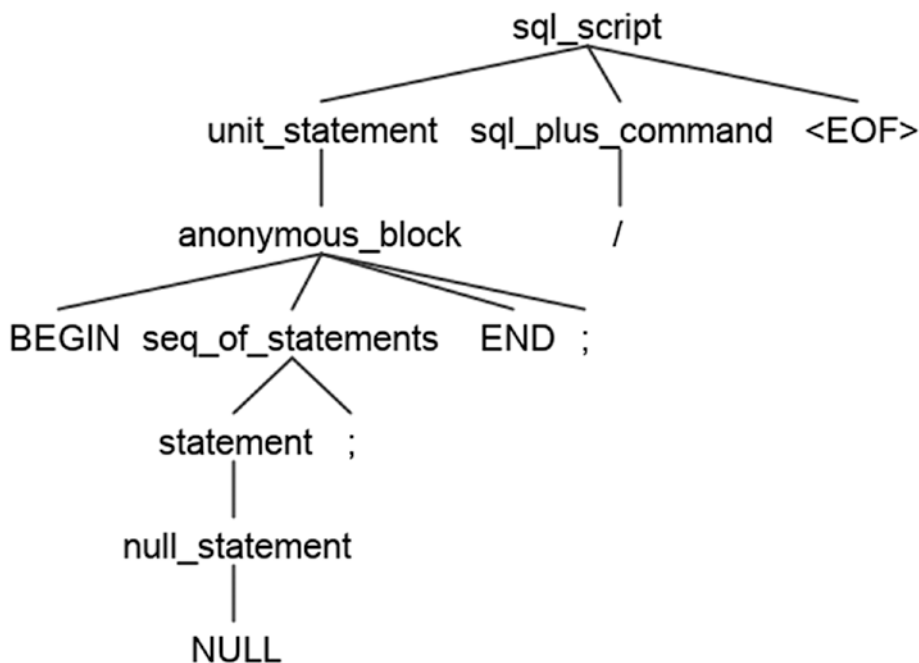 sql_script
unit_statement sql_plus_command <EOF>
anonymous_block /
BEGIN seq_of_statements END ;
statement ;
null_statement
NULL